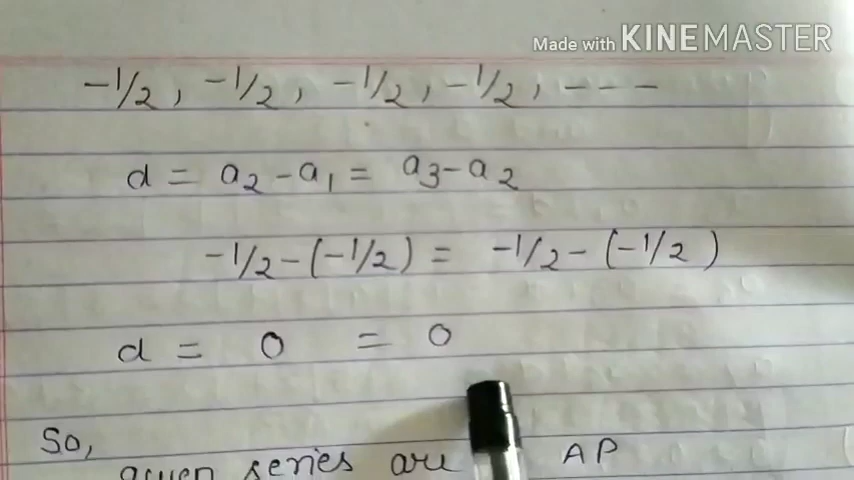 Made with KINEMASTER
-1/2, -1/2, -1/2, -1/2, ---
d = a2 - a1 = a3 - a2
-1/2 - (-1/2) = -1/2 - (-1/2)
d = 0 = 0
So,
given series are AP